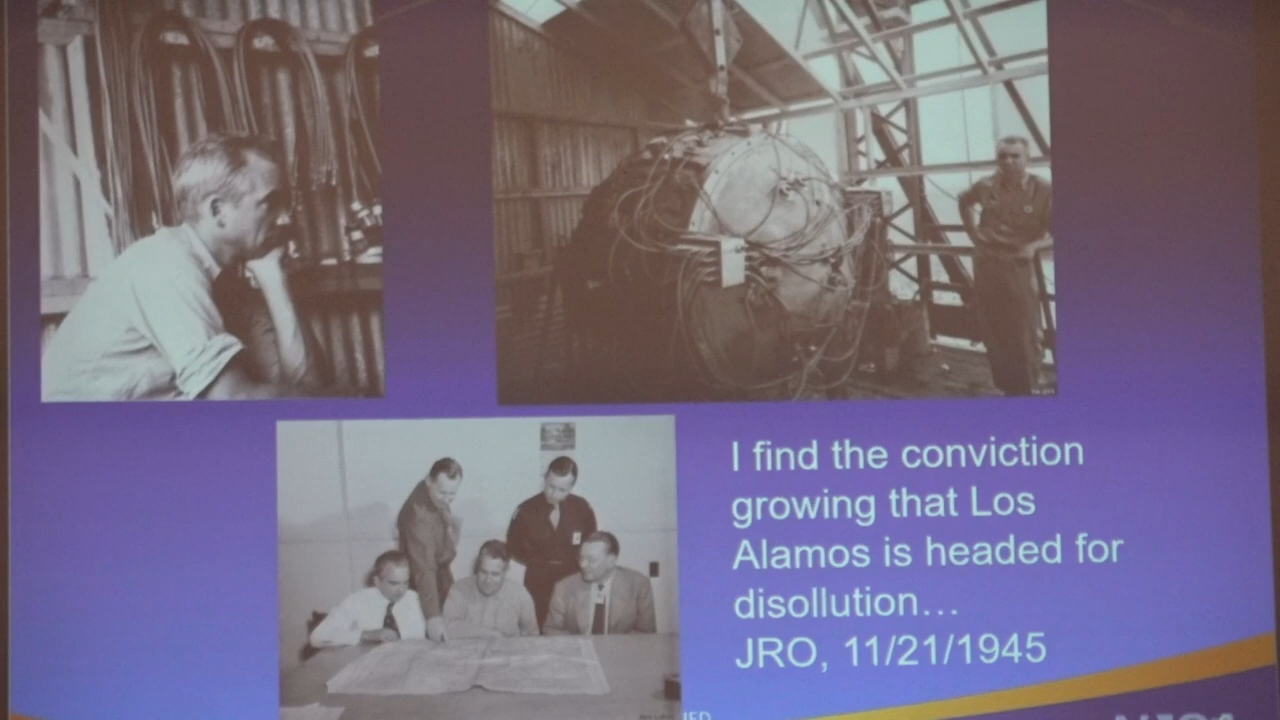 I find the conviction
growing that Los
Alamos is headed for
disollution…
JRO, 11/21/1945